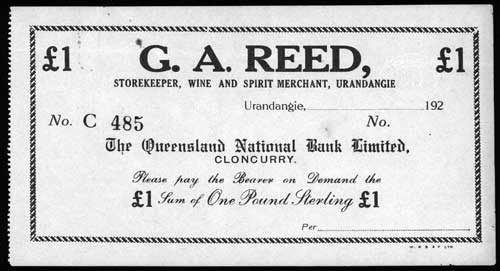 £1 G. A. REED, £1
STOREKEEPER, WINE AND SPIRIT MERCHANT, URANDANGIE
Urandangie, 192
No. C 485 No.
The Queensland National Bank Limited,
CLONCURRY.
Please pay the Bearer on Demand the
£1 Sum of One Pound Sterling £1
Per